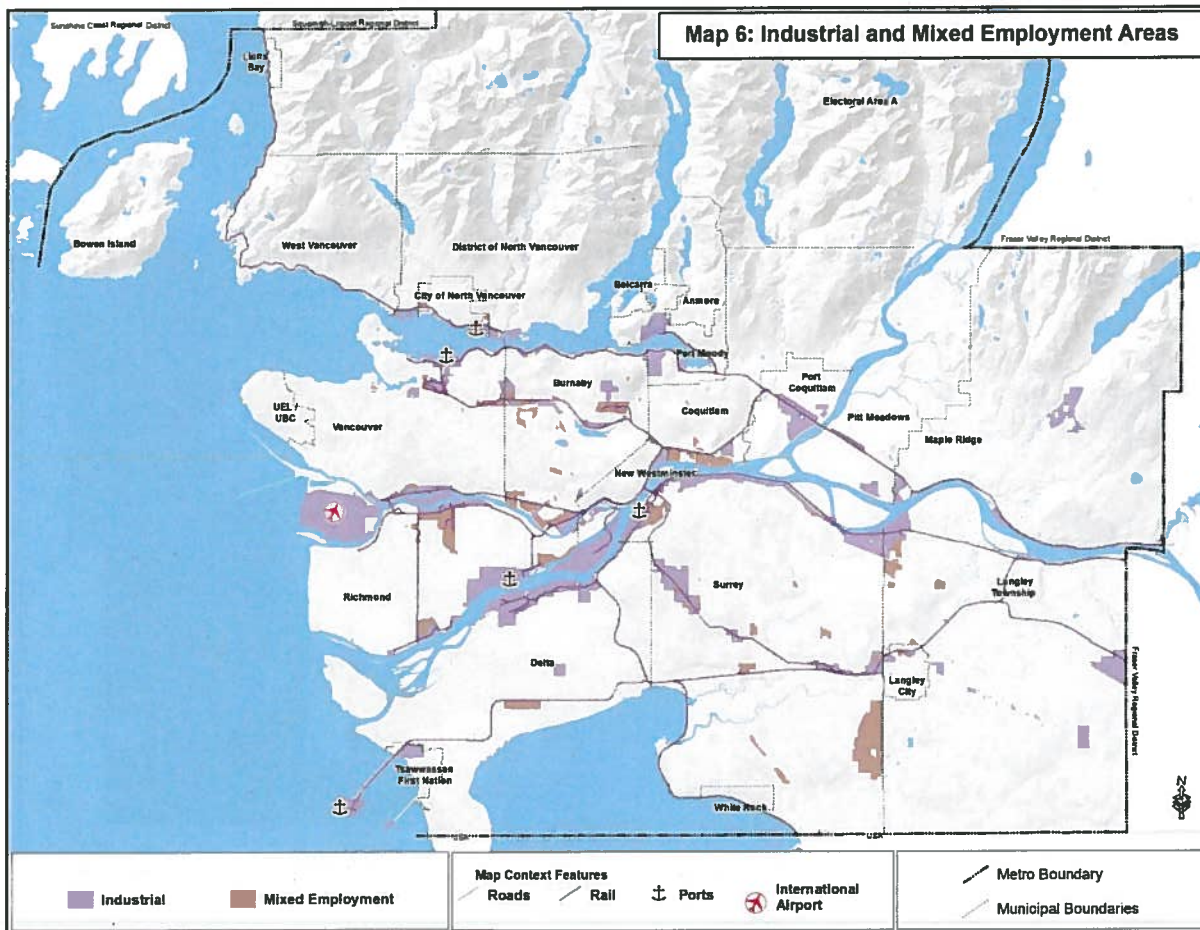 Sunshine Coast Regional District
Squamish-Lillooet Regional District
Map 6: Industrial and Mixed Employment Areas
Lions
Bay
Electoral Area A
Bowen Island
West Vancouver
District of North Vancouver
Fraser Valley Regional District
Belcarra
City of North Vancouver
Anmore
Port Moody
Burnaby
Port
Coquitlam
UEL /
UBC
Coquitlam
Pitt Meadows
Vancouver
Maple Ridge
New Westminster
Richmond
Surrey
Langley
Township
Delta
Langley
City
Fraser Valley Regional District
Tsawwassen
First Nation
White Rock
N
USA
USA
Industrial
Mixed Employment
Map Context Features
Roads
Rail
Ports
International
Airport
Metro Boundary
Municipal Boundaries